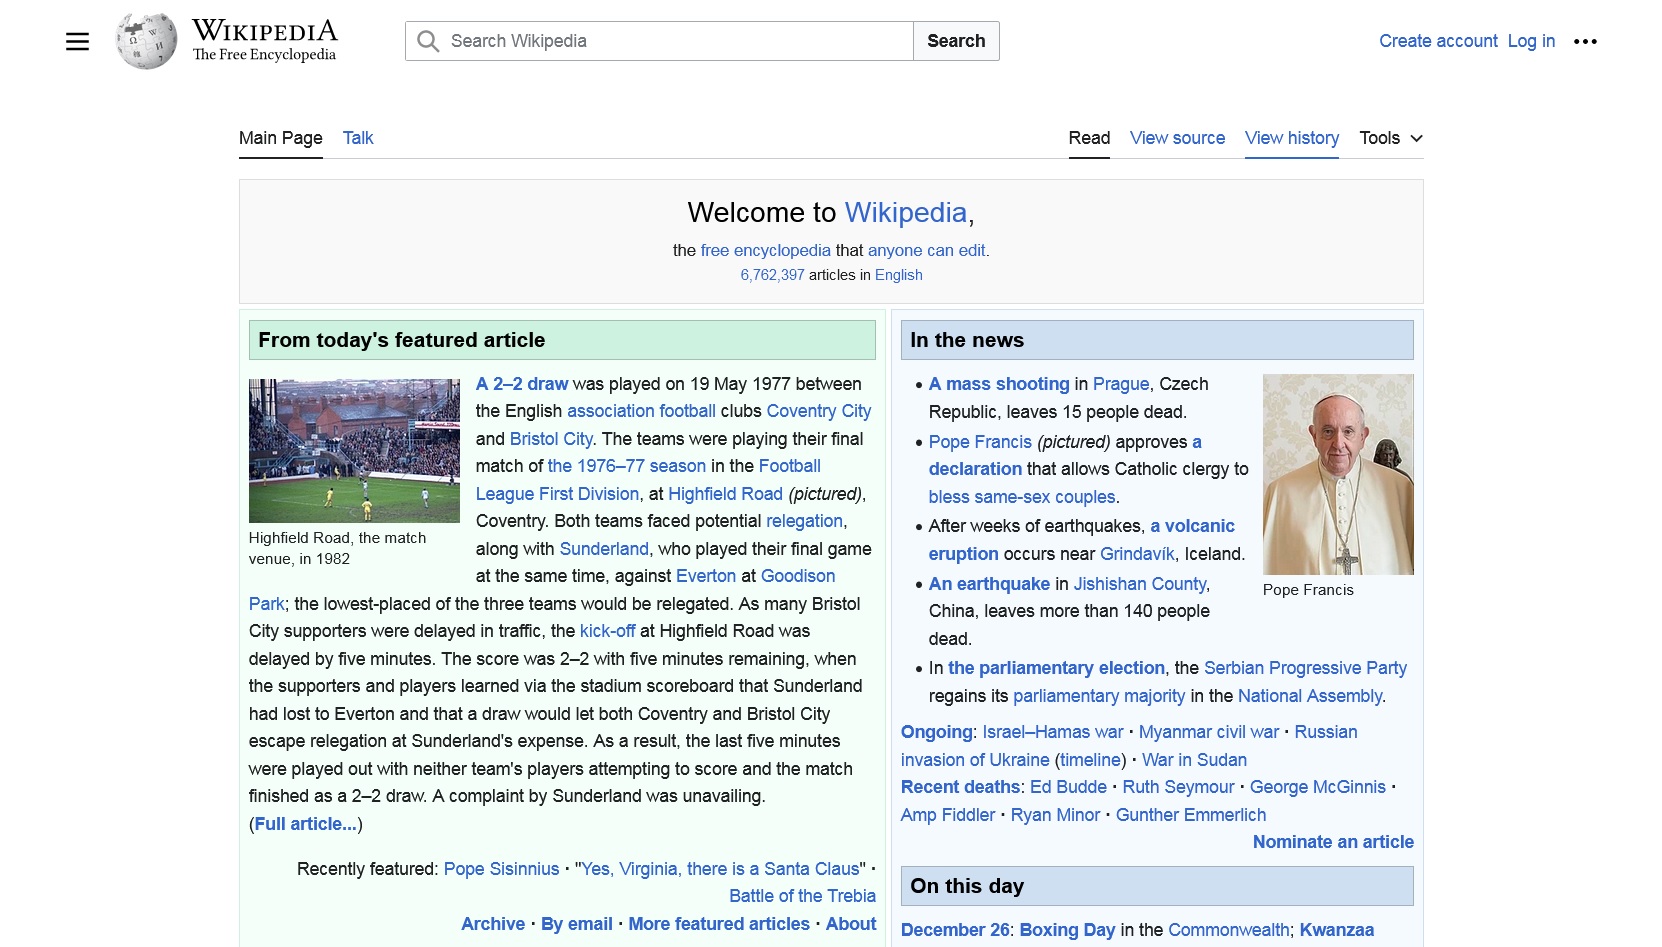 WIKIPEDIA
The Free Encyclopedia
Search Wikipedia
Search
Create account Log in
Main Page Talk
Read View source View history Tools
Welcome to Wikipedia,
the free encyclopedia that anyone can edit.
6,762,397 articles in English
From today's featured article
Highfield Road, the match
venue, in 1982
A 2–2 draw was played on 19 May 1977 between
the English association football clubs Coventry City
and Bristol City. The teams were playing their final
match of the 1976–77 season in the Football
League First Division, at Highfield Road (pictured),
Coventry. Both teams faced potential relegation,
along with Sunderland, who played their final game
at the same time, against Everton at Goodison
Park; the lowest-placed of the three teams would be relegated. As many Bristol
City supporters were delayed in traffic, the kick-off at Highfield Road was
delayed by five minutes. The score was 2–2 with five minutes remaining, when
the supporters and players learned via the stadium scoreboard that Sunderland
had lost to Everton and that a draw would let both Coventry and Bristol City
escape relegation at Sunderland's expense. As a result, the last five minutes
were played out with neither team's players attempting to score and the match
finished as a 2–2 draw. A complaint by Sunderland was unavailing.
(Full article...)
Recently featured: Pope Sisinnius · "Yes, Virginia, there is a Santa Claus" ·
Battle of the Trebia
Archive · By email · More featured articles · About
In the news
Pope Francis
• A mass shooting in Prague, Czech
Republic, leaves 15 people dead.
• Pope Francis (pictured) approves a
declaration that allows Catholic clergy to
bless same-sex couples.
• After weeks of earthquakes, a volcanic
eruption occurs near Grindavík, Iceland.
• An earthquake in Jishishan County,
China, leaves more than 140 people
dead.
• In the parliamentary election, the Serbian Progressive Party
regains its parliamentary majority in the National Assembly.
Ongoing: Israel–Hamas war · Myanmar civil war · Russian
invasion of Ukraine (timeline) · War in Sudan
Recent deaths: Ed Budde · Ruth Seymour · George McGinnis ·
Amp Fiddler · Ryan Minor · Gunther Emmerlich
Nominate an article
On this day
December 26: Boxing Day in the Commonwealth; Kwanzaa